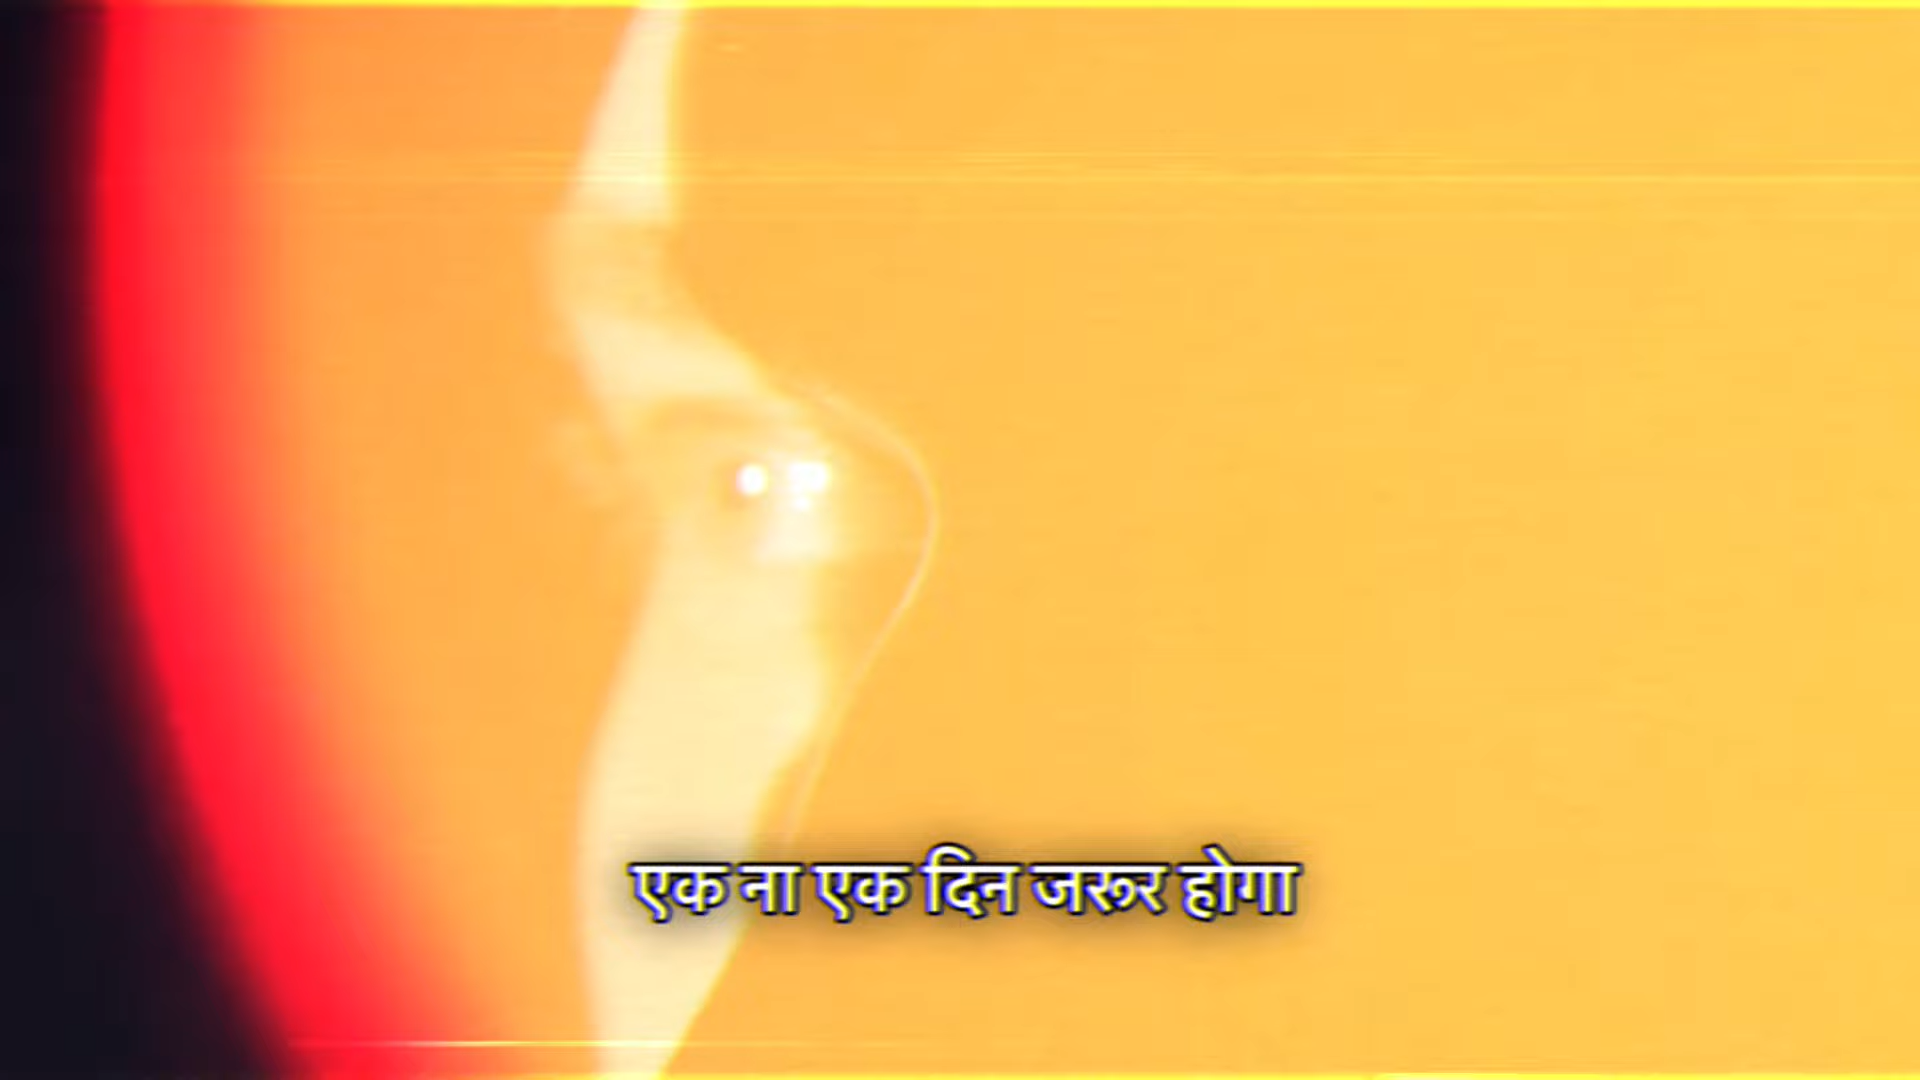 एक ना एक दिन जरूर होगा